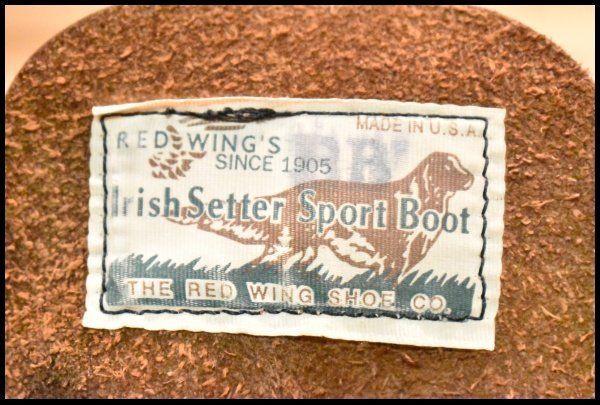 RED WING'S
MADE IN U.S.A
SINCE 1905
Irish Setter Sport Boot
THE RED WING SHOE CO.